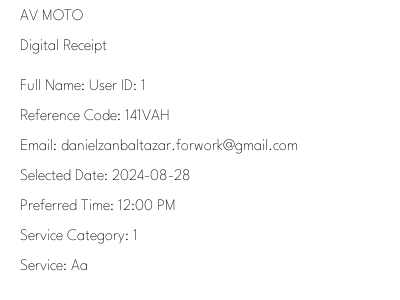 AV MOTO
Digital Receipt
Full Name: User ID: 1
Reference Code: 141VAH
Email: danielzanbaltazar.forwork@gmail.com
Selected Date: 2024-08-28
Preferred Time: 12:00 PM
Service Category: 1
Service: Aa